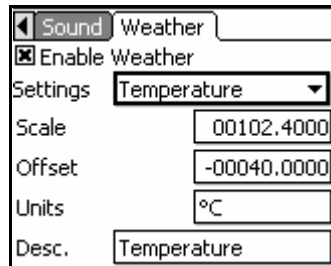 Sound Weather
Enable Weather
Settings Temperature
Scale 00102.4000
Offset -00040.0000
Units °C
Desc. Temperature